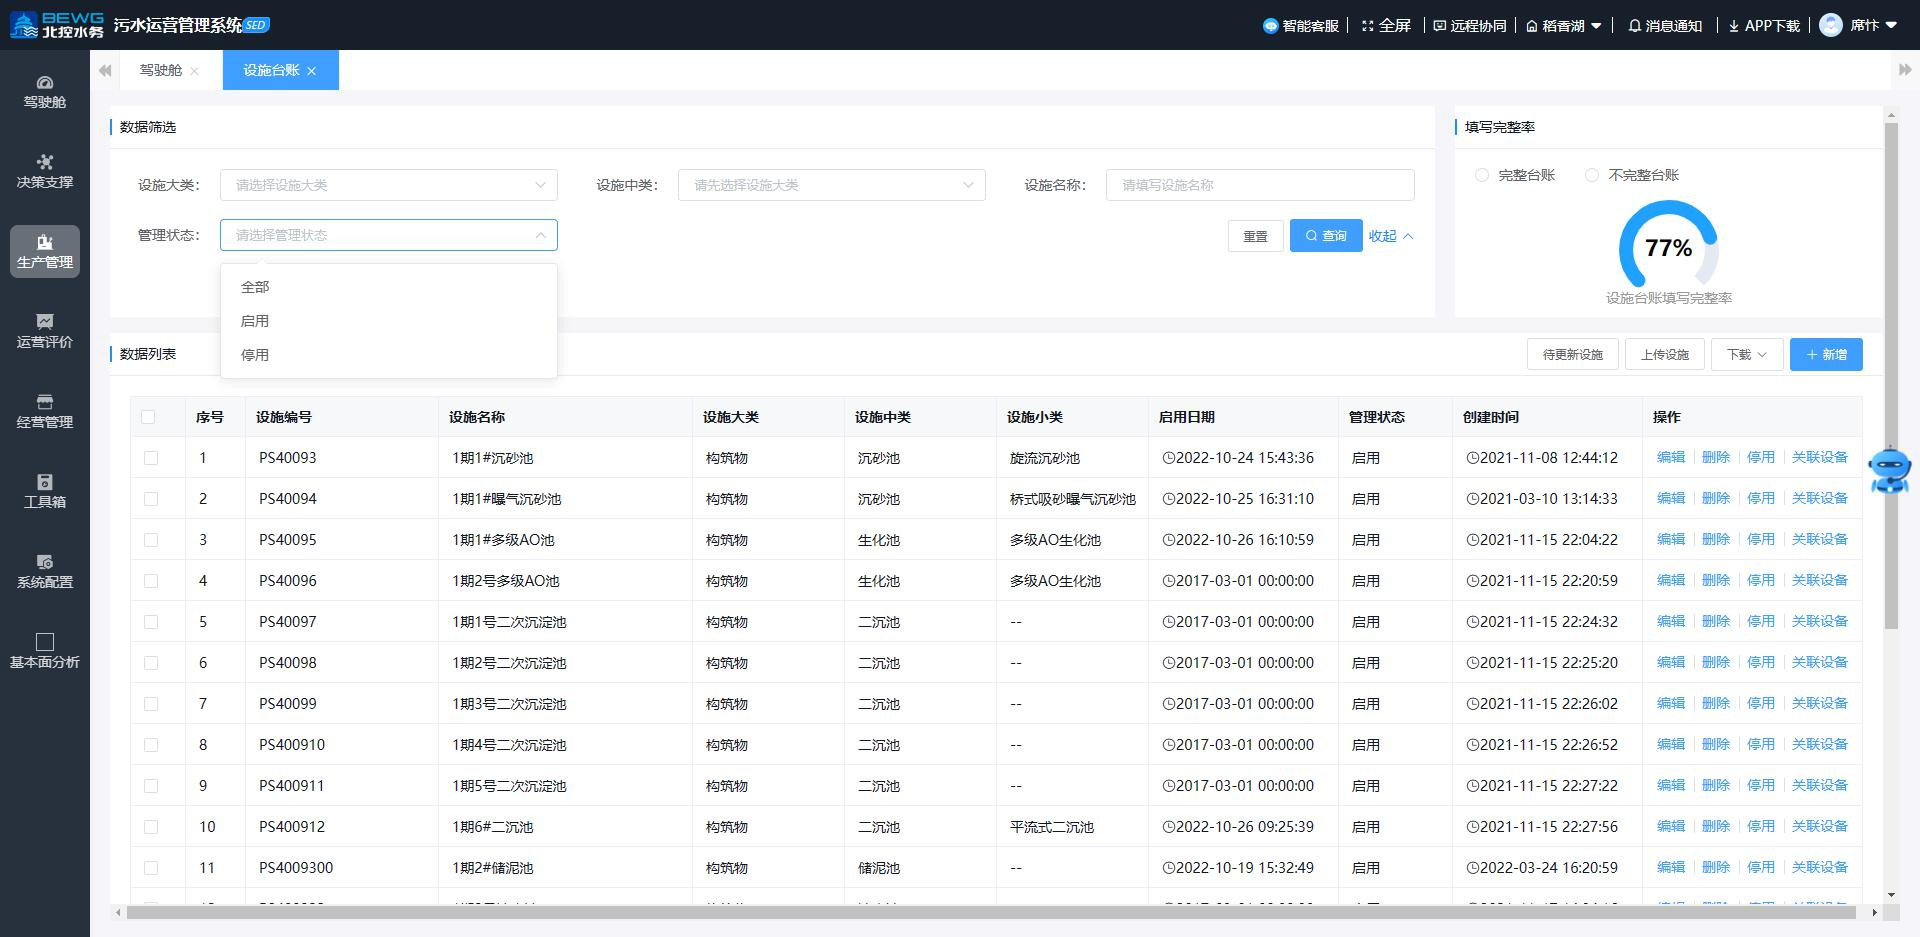 BEWG
北控水务
污水运营管理系统 SED
智能客服
全屏
远程协同
稻香湖
消息通知
APP下载
席忭
驾驶舱
设施台账
驾驶舱
决策支撑
生产管理
运营评价
经营管理
工具箱
系统配置
基本面分析
数据筛选
设施大类: 请选择设施大类
设施中类: 请先选择设施大类
设施名称: 请填写设施名称
管理状态: 请选择管理状态
重置 查询 收起
全部
启用
停用
填写完整率
完整台账 不完整台账
77%
设施台账填写完整率
数据列表
待更新设施 上传设施 下载 新增
序号 设施编号 设施名称 设施大类 设施中类 设施小类 启用日期 管理状态 创建时间 操作
1 PS40093 1期1#沉砂池 构筑物 沉砂池 旋流沉砂池 2022-10-24 15:43:36 启用 2021-11-08 12:44:12 编辑 删除 停用 关联设备
2 PS40094 1期1#曝气沉砂池 构筑物 沉砂池 桥式吸砂曝气沉砂池 2022-10-25 16:31:10 启用 2021-03-10 13:14:33 编辑 删除 停用 关联设备
3 PS40095 1期1#多级AO池 构筑物 生化池 多级AO生化池 2022-10-26 16:10:59 启用 2021-11-15 22:04:22 编辑 删除 停用 关联设备
4 PS40096 1期2号多级AO池 构筑物 生化池 多级AO生化池 2017-03-01 00:00:00 启用 2021-11-15 22:20:59 编辑 删除 停用 关联设备
5 PS40097 1期1号二次沉淀池 构筑物 二沉池 -- 2017-03-01 00:00:00 启用 2021-11-15 22:24:32 编辑 删除 停用 关联设备
6 PS40098 1期2号二次沉淀池 构筑物 二沉池 -- 2017-03-01 00:00:00 启用 2021-11-15 22:25:20 编辑 删除 停用 关联设备
7 PS40099 1期3号二次沉淀池 构筑物 二沉池 -- 2017-03-01 00:00:00 启用 2021-11-15 22:26:02 编辑 删除 停用 关联设备
8 PS400910 1期4号二次沉淀池 构筑物 二沉池 -- 2017-03-01 00:00:00 启用 2021-11-15 22:26:52 编辑 删除 停用 关联设备
9 PS400911 1期5号二次沉淀池 构筑物 二沉池 -- 2017-03-01 00:00:00 启用 2021-11-15 22:27:22 编辑 删除 停用 关联设备
10 PS400912 1期6#二沉池 构筑物 二沉池 平流式二沉池 2022-10-26 09:25:39 启用 2021-11-15 22:27:56 编辑 删除 停用 关联设备
11 PS4009300 1期2#储泥池 构筑物 储泥池 -- 2022-10-19 15:32:49 启用 2022-03-24 16:20:59 编辑 删除 停用 关联设备